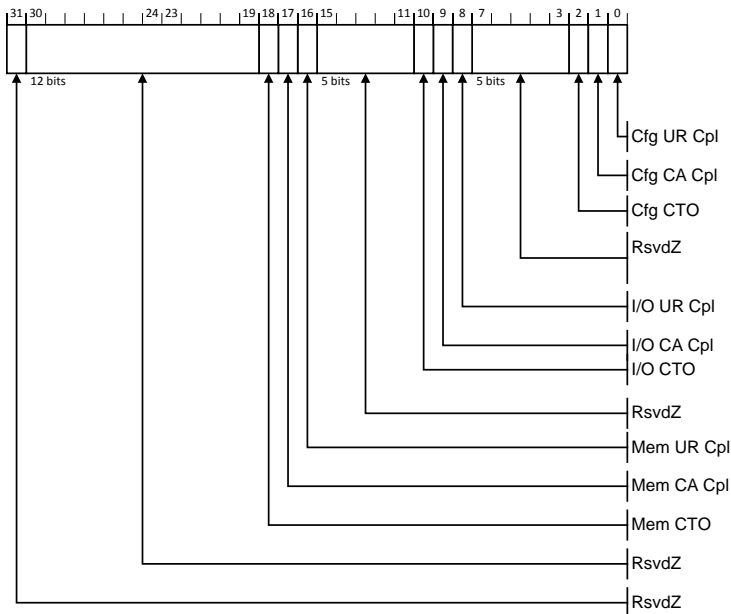 31 30 24 23 19 18 17 16 15 11 10 9 8 7 3 2 1 0
12 bits 5 bits 5 bits
Cfg UR Cpl
Cfg CA Cpl
Cfg CTO
RsvdZ
I/O UR Cpl
I/O CA Cpl
I/O CTO
RsvdZ
Mem UR Cpl
Mem CA Cpl
Mem CTO
RsvdZ
RsvdZ